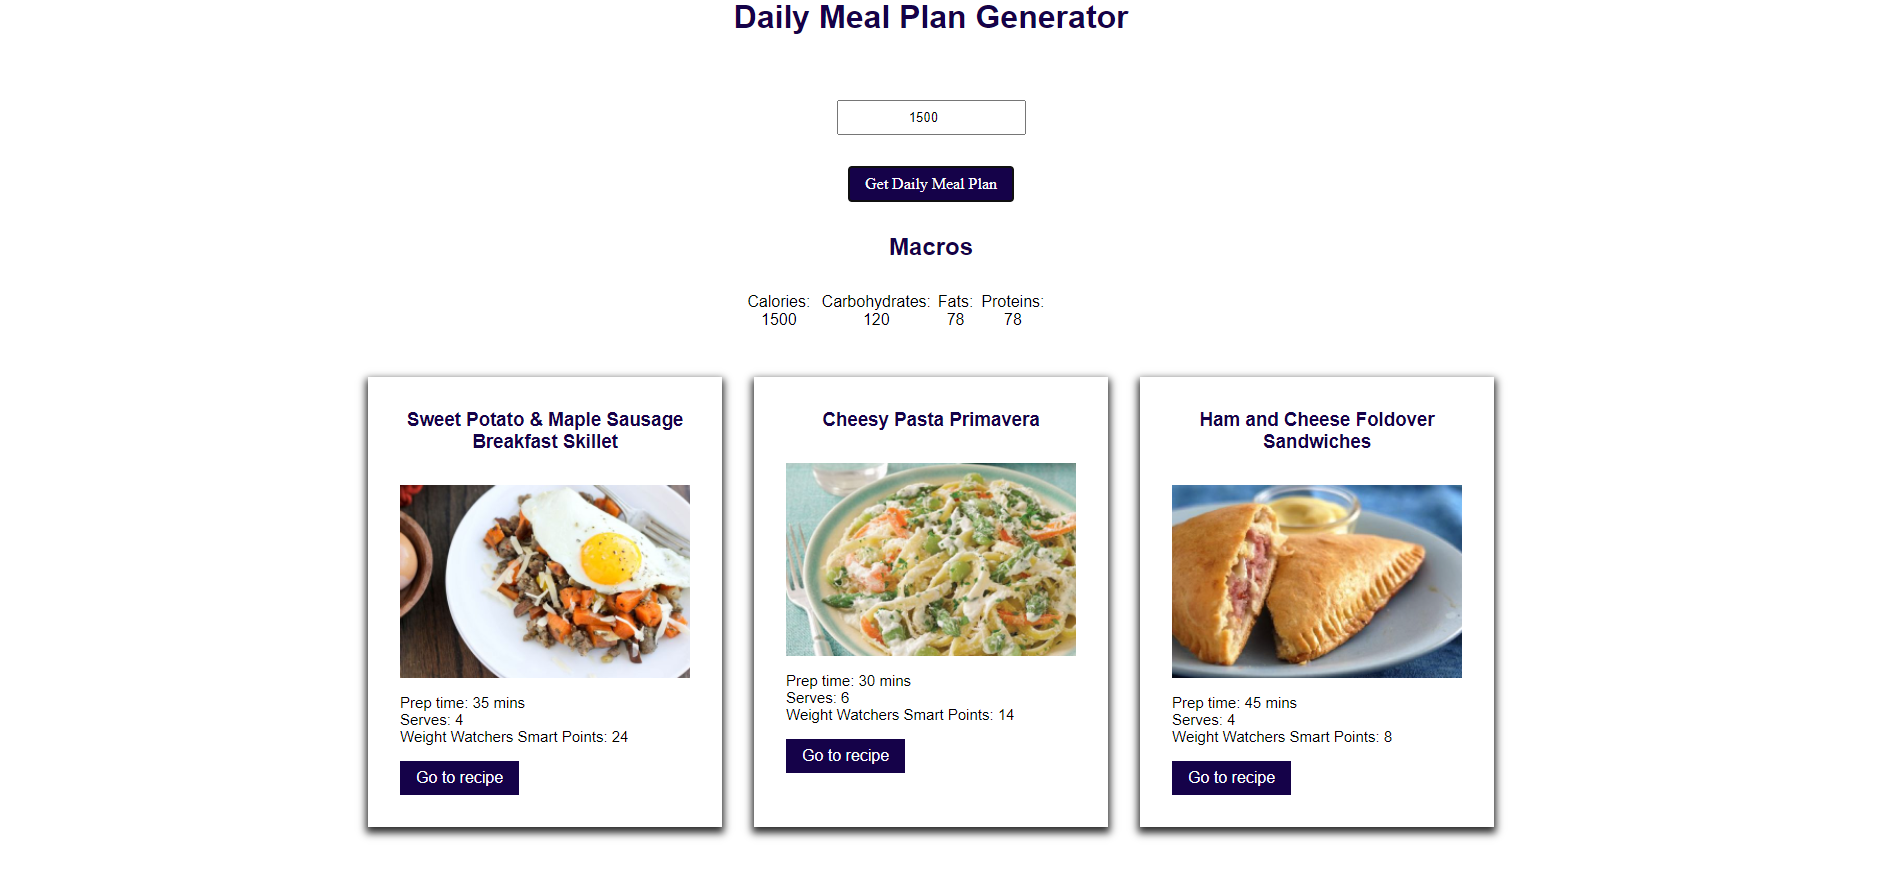 Daily Meal Plan Generator
1500
Get Daily Meal Plan
Macros
Calories: Carbohydrates: Fats: Proteins:
1500 120 78 78
Sweet Potato & Maple Sausage
Breakfast Skillet
Prep time: 35 mins
Serves: 4
Weight Watchers Smart Points: 24
Go to recipe
Cheesy Pasta Primavera
Prep time: 30 mins
Serves: 6
Weight Watchers Smart Points: 14
Go to recipe
Ham and Cheese Foldover
Sandwiches
Prep time: 45 mins
Serves: 4
Weight Watchers Smart Points: 8
Go to recipe